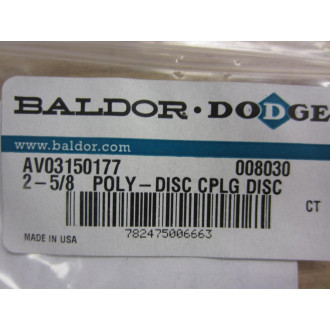 BALDOR · DODGE
www.baldor.com
AV03150177 008030
2-5/8 POLY-DISC CPLG DISC
CT
MADE IN USA
782475006663